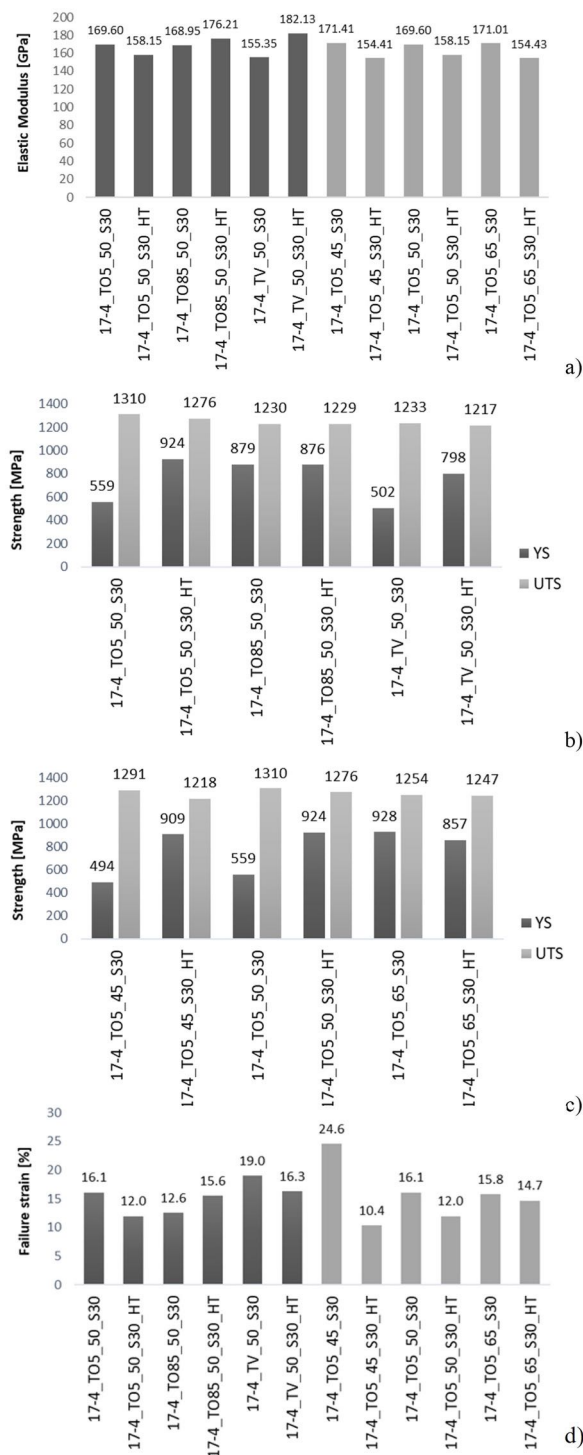 Elastic Modulus [GPa]
200
180
160
140
120
100
80
60
40
20
0
169.60
158.15
168.95
176.21
155.35
182.13
171.41
154.41
169.60
158.15
171.01
154.43
17-4_TO5_50_S30
17-4_TO5_50_S30_HT
17-4_TO85_50_S30
17-4_TO85_50_S30_HT
17-4_TV_50_S30
17-4_TV_50_S30_HT
17-4_TO5_45_S30
17-4_TO5_45_S30_HT
17-4_TO5_50_S30
17-4_TO5_50_S30_HT
17-4_TO5_65_S30
17-4_TO5_65_S30_HT
a)
Strength [MPa]
1400
1200
1000
800
600
400
200
0
559
1310
924
1276
879
1230
876
1229
502
1233
798
1217
17-4_TO5_50_S30
17-4_TO5_50_S30_HT
17-4_TO85_50_S30
17-4_TO85_50_S30_HT
17-4_TV_50_S30
17-4_TV_50_S30_HT
YS
UTS
b)
Strength [MPa]
1400
1200
1000
800
600
400
200
0
494
1291
909
1218
559
1310
924
1276
928
1254
857
1247
17-4_TO5_45_S30
17-4_TO5_45_S30_HT
17-4_TO5_50_S30
17-4_TO5_50_S30_HT
17-4_TO5_65_S30
17-4_TO5_65_S30_HT
YS
UTS
c)
Failure strain [%]
30
25
20
15
10
5
0
16.1
12.0
12.6
15.6
19.0
16.3
24.6
10.4
16.1
12.0
15.8
14.7
17-4_TO5_50_S30
17-4_TO5_50_S30_HT
17-4_TO85_50_S30
17-4_TO85_50_S30_HT
17-4_TV_50_S30
17-4_TV_50_S30_HT
17-4_TO5_45_S30
17-4_TO5_45_S30_HT
17-4_TO5_50_S30
17-4_TO5_50_S30_HT
17-4_TO5_65_S30
17-4_TO5_65_S30_HT
d)